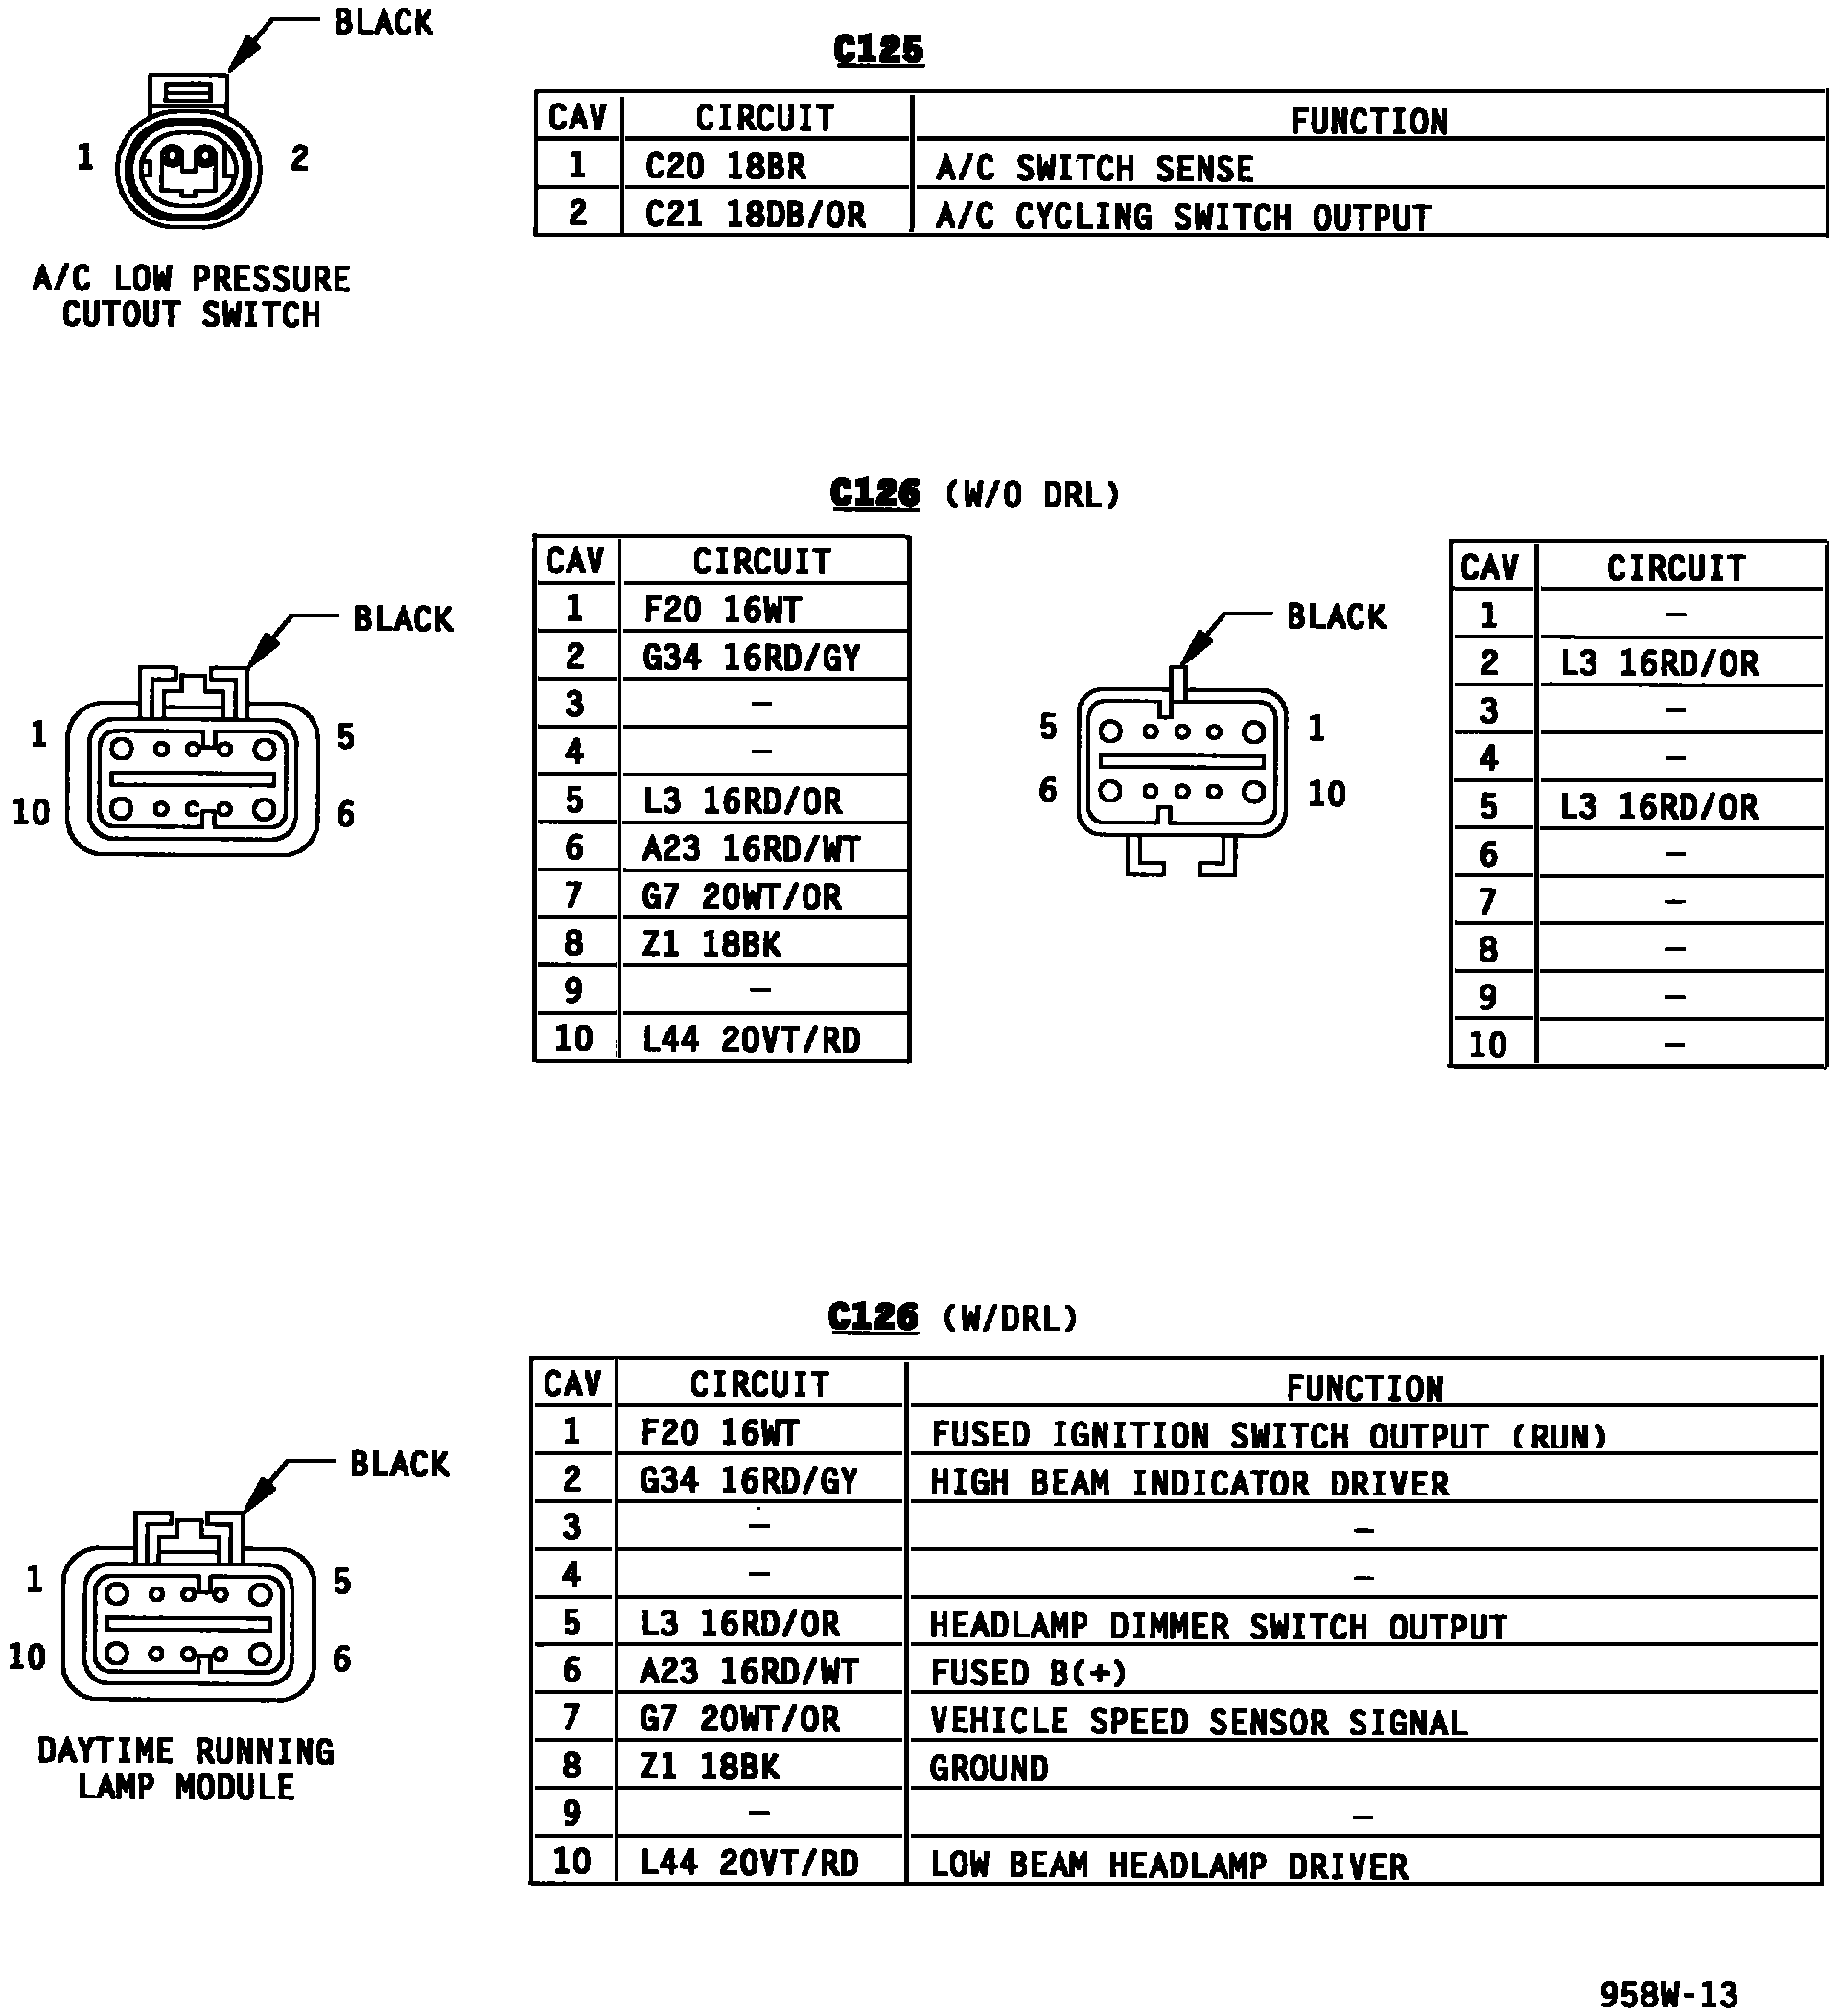 BLACK
1
2
A/C LOW PRESSURE
CUTOUT SWITCH
C125
CAV CIRCUIT FUNCTION
1 C20 18BR A/C SWITCH SENSE
2 C21 18DB/OR A/C CYCLING SWITCH OUTPUT
C126 (W/O DRL)
BLACK
1
5
10
6
CAV CIRCUIT
1 F20 16WT
2 G34 16RD/GY
3 –
4 –
5 L3 16RD/OR
6 A23 16RD/WT
7 G7 20WT/OR
8 Z1 18BK
9 –
10 L44 20VT/RD
BLACK
5
1
6
10
CAV CIRCUIT
1 –
2 L3 16RD/OR
3 –
4 –
5 L3 16RD/OR
6 –
7 –
8 –
9 –
10 –
C126 (W/DRL)
BLACK
1
5
10
6
DAYTIME RUNNING
LAMP MODULE
CAV CIRCUIT FUNCTION
1 F20 16WT FUSED IGNITION SWITCH OUTPUT (RUN)
2 G34 16RD/GY HIGH BEAM INDICATOR DRIVER
3 – –
4 – –
5 L3 16RD/OR HEADLAMP DIMMER SWITCH OUTPUT
6 A23 16RD/WT FUSED B(+)
7 G7 20WT/OR VEHICLE SPEED SENSOR SIGNAL
8 Z1 18BK GROUND
9 – –
10 L44 20VT/RD LOW BEAM HEADLAMP DRIVER
958W-13